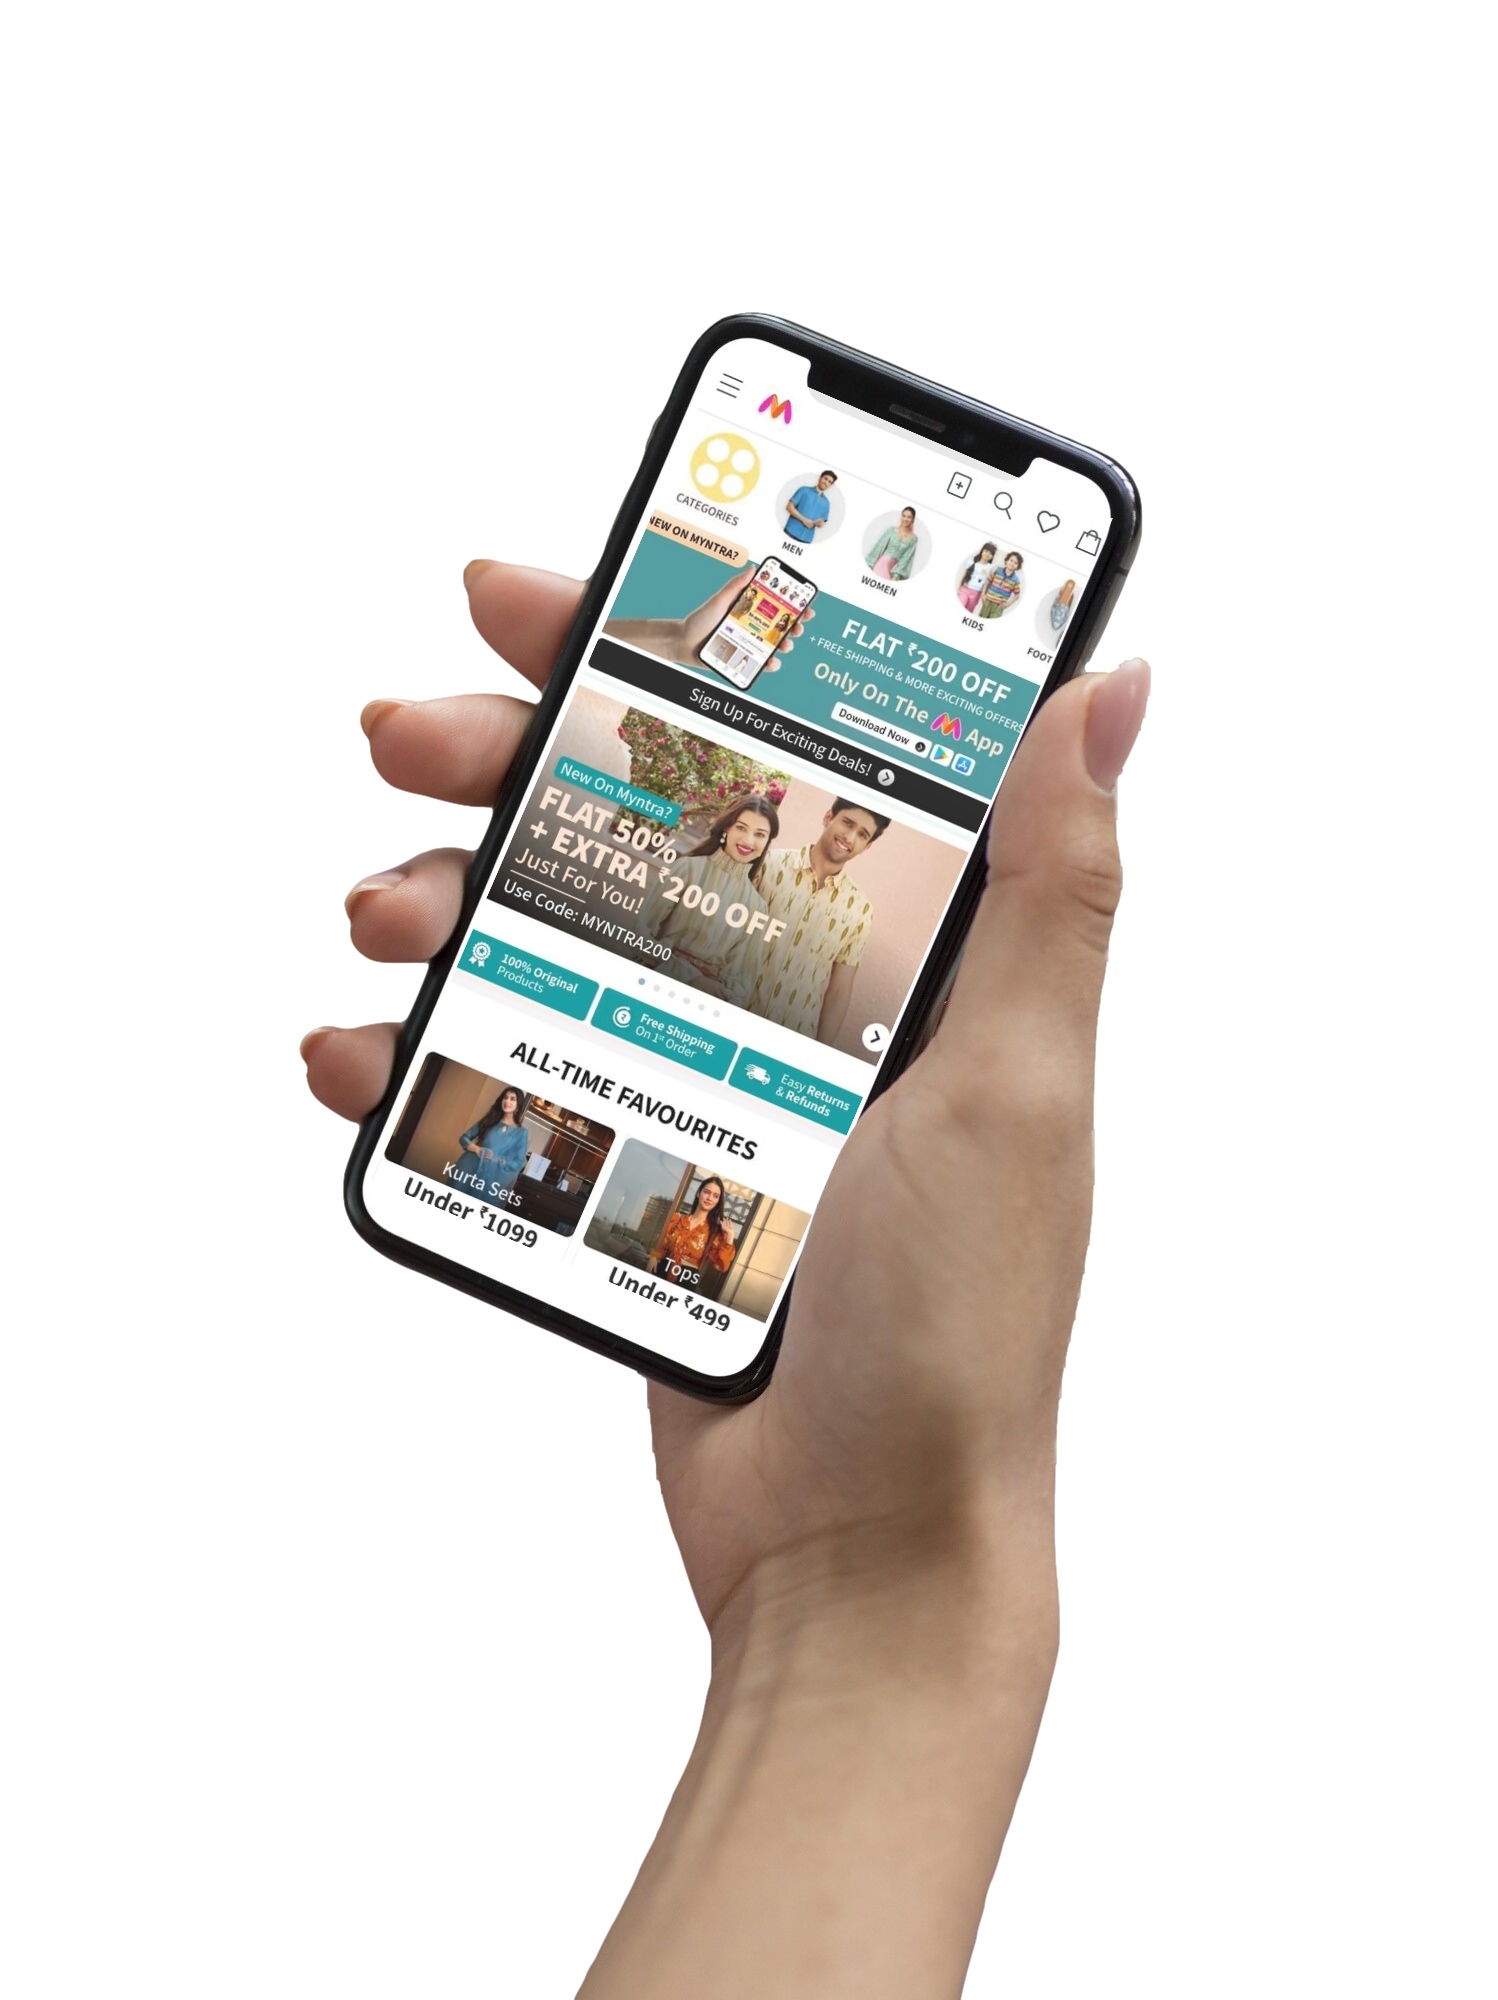 CATEGORIES
MEN
WOMEN
KIDS
FOOT
NEW ON MYNTRA?
FLAT ₹200 OFF
+ FREE SHIPPING & MORE EXCITING OFFERS
Only On The M App
Download Now
Sign Up For Exciting Deals!
New On Myntra?
FLAT 50%
+ EXTRA ₹200 OFF
Just For You!
Use Code: MYNTRA200
100% Original
Products
Free Shipping
On 1st Order
Easy Returns
& Refunds
ALL-TIME FAVOURITES
Kurta Sets
Under ₹1099
Tops
Under ₹499